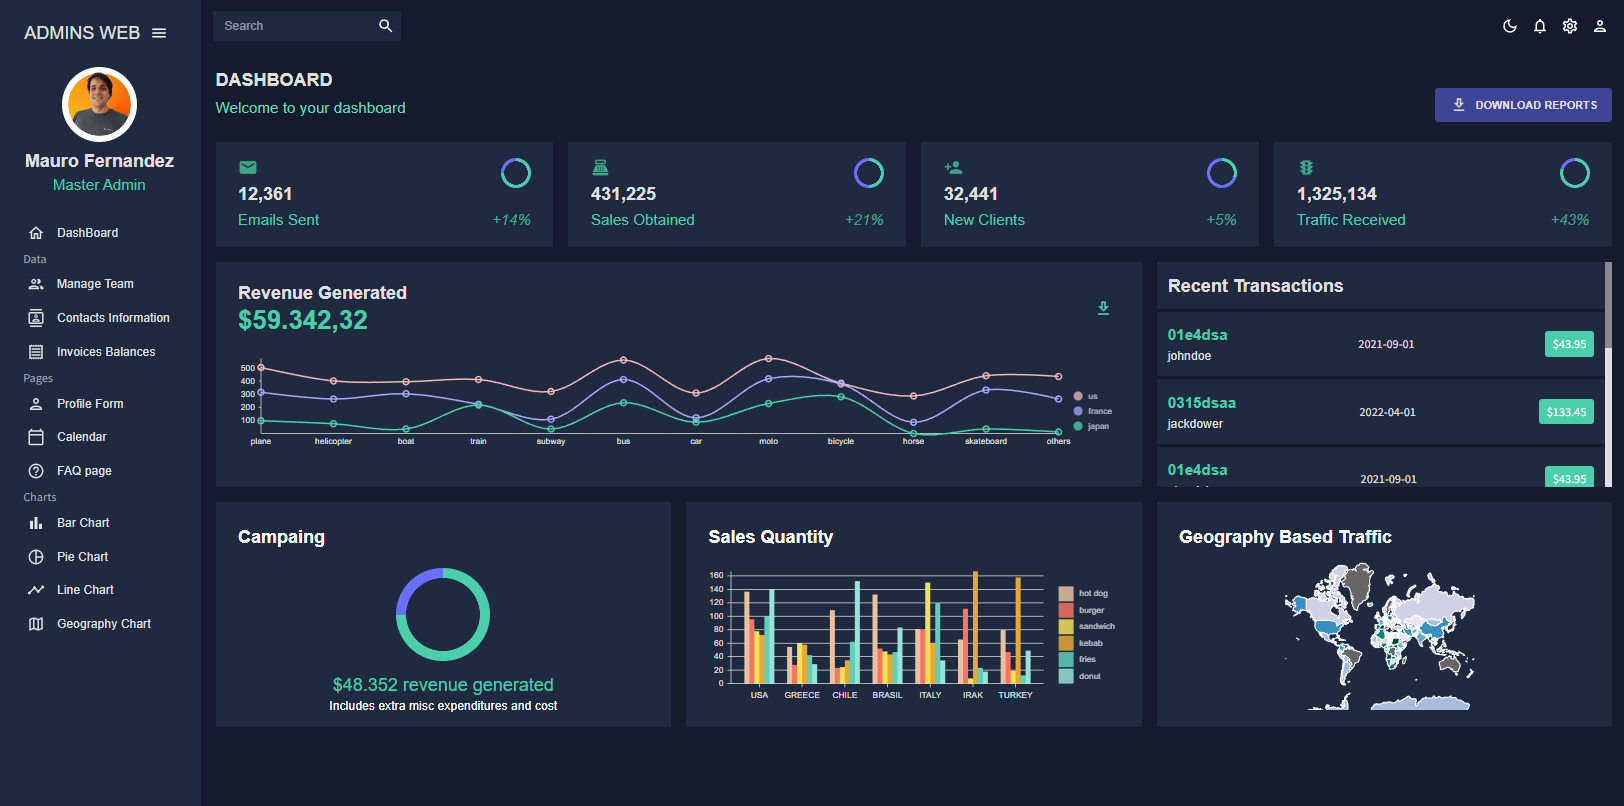 ADMINS WEB
Mauro Fernandez
Master Admin
DashBoard
Data
Manage Team
Contacts Information
Invoices Balances
Pages
Profile Form
Calendar
FAQ page
Charts
Bar Chart
Pie Chart
Line Chart
Geography Chart
Search
DASHBOARD
Welcome to your dashboard
DOWNLOAD REPORTS
12,361
Emails Sent +14%
431,225
Sales Obtained +21%
32,441
New Clients +5%
1,325,134
Traffic Received +43%
Revenue Generated
$59.342,32
500
400
300
200
100
plane helicopter boat train subway bus car moto bicycle horse skateboard others
us
france
japan
Recent Transactions
01e4dsa
johndoe
2021-09-01
$43.95
0315dsaa
jackdower
2022-04-01
$133.45
01e4dsa
2021-09-01
$43.95
Campaing
$48.352 revenue generated
Includes extra misc expenditures and cost
Sales Quantity
160
140
120
100
80
60
40
20
0
USA GREECE CHILE BRASIL ITALY IRAK TURKEY
hot dog
burger
sandwich
kebab
fries
donut
Geography Based Traffic